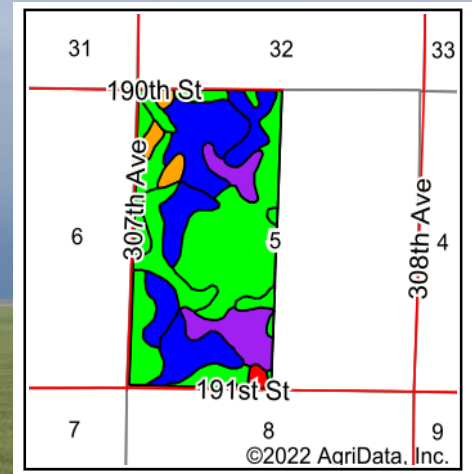 31 32 33
190th St
307th Ave
6 5 4
308th Ave
191st St
7 8 9
©2022 AgriData, Inc.